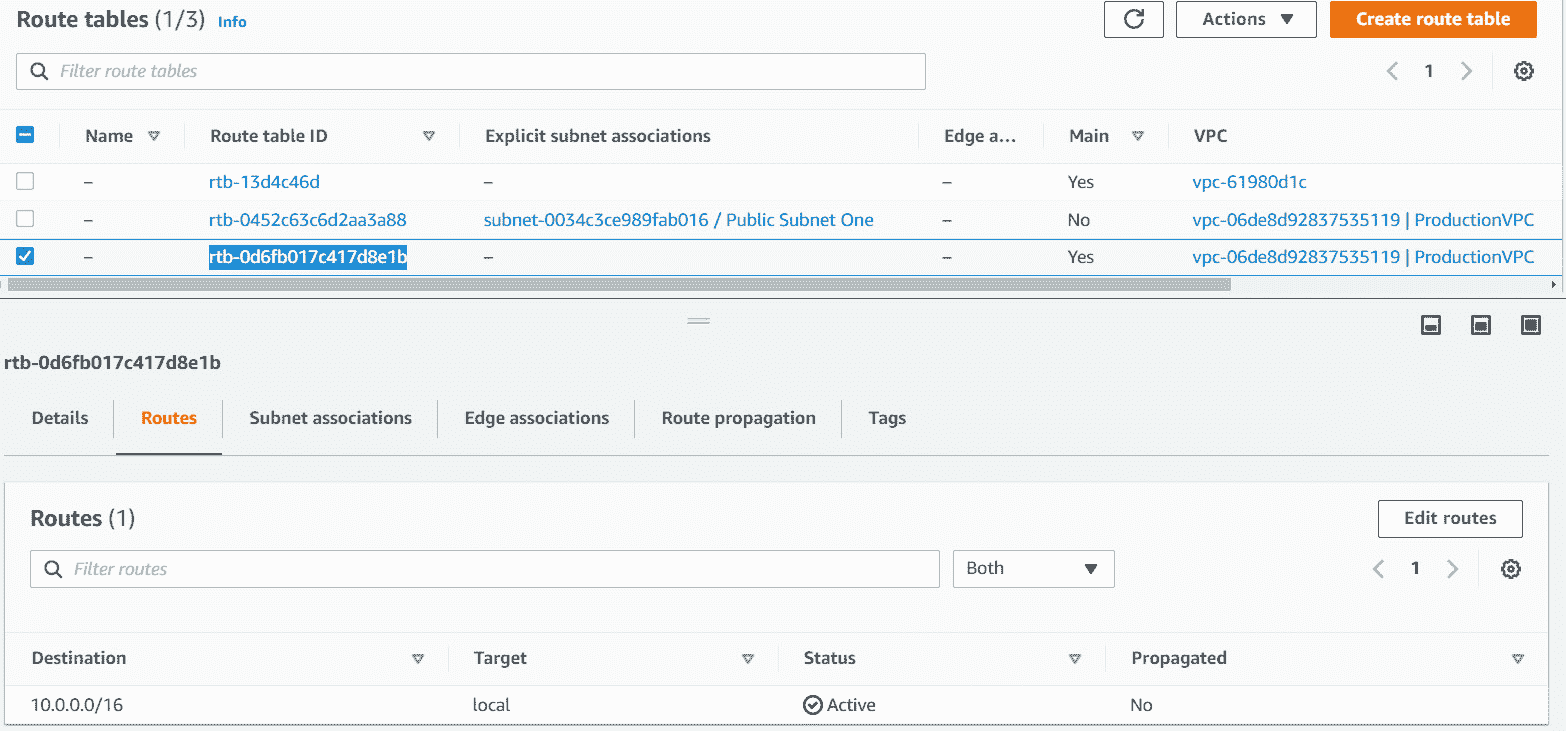 Route tables (1/3) Info Actions Create route table
Filter route tables 1
Name Route table ID Explicit subnet associations Edge a... Main VPC
– rtb-13d4c46d – – Yes vpc-61980d1c
– rtb-0452c63c6d2aa3a88 subnet-0034c3ce989fab016 / Public Subnet One – No vpc-06de8d92837535119 | ProductionVPC
– rtb-0d6fb017c417d8e1b – – Yes vpc-06de8d92837535119 | ProductionVPC
rtb-0d6fb017c417d8e1b
Details Routes Subnet associations Edge associations Route propagation Tags
Routes (1) Edit routes
Filter routes Both 1
Destination Target Status Propagated
10.0.0.0/16 local Active No